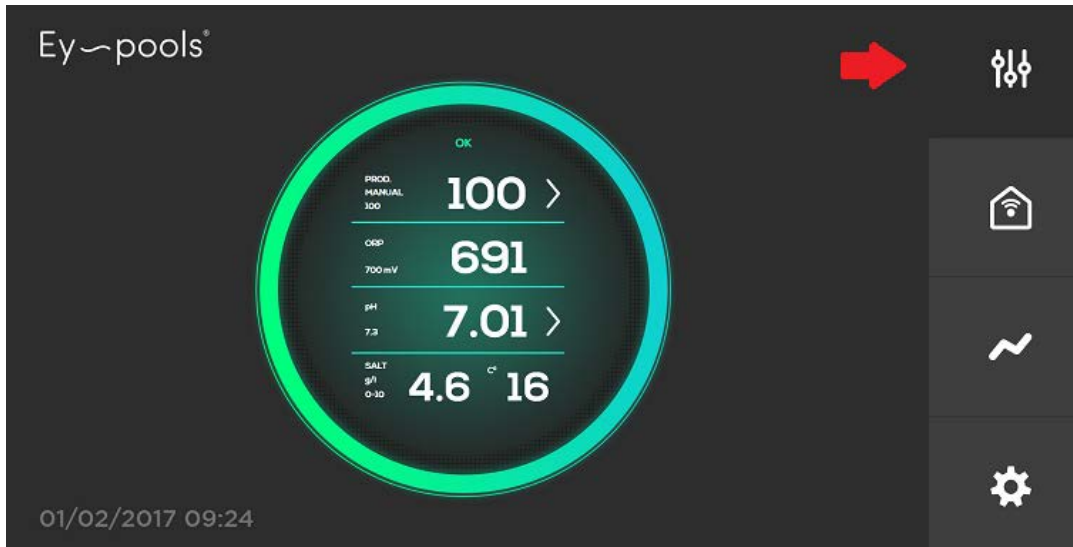 Ey-pools®
OK
PROD.
MANUAL
100
100
ORP
700 mV
691
pH
7.3
7.01
SALT
g/l
0-10
4.6
C°
16
01/02/2017 09:24